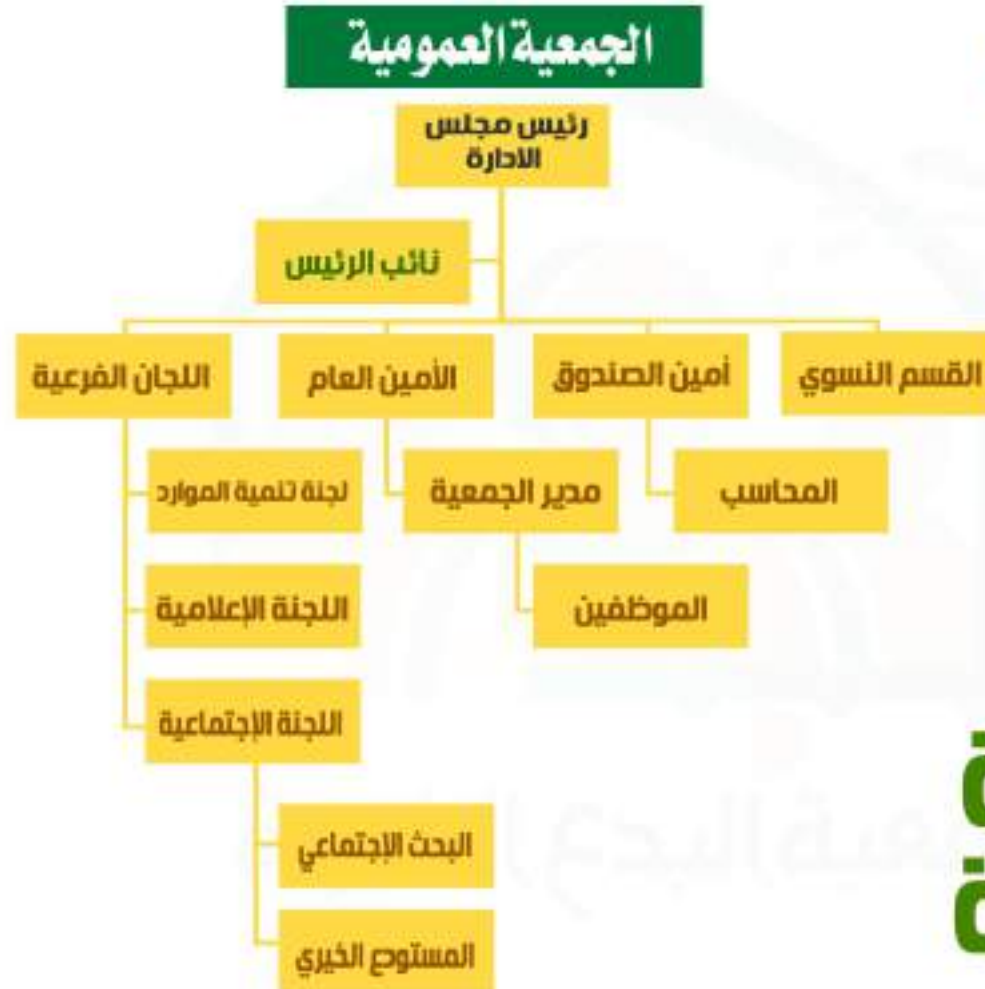 الجمعية العمومية
رئيس مجلس
الادارة
نائب الرئيس
القسم النسوي
أمين الصندوق
الأمين العام
اللجان الفرعية
المحاسب
مدير الجمعية
لجنة تنمية الموارد
الموظفين
اللجنة الإعلامية
اللجنة الإجتماعية
البحث الإجتماعي
المستودع الخيري